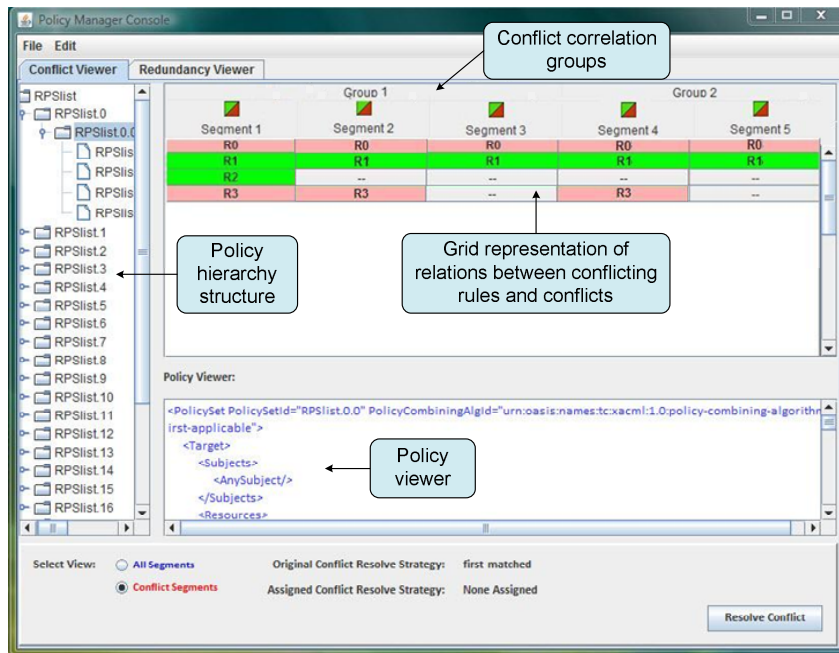 Policy Manager Console
File Edit
Conflict Viewer Redundancy Viewer
Conflict correlation
groups
RPSlist
RPSlist.0
RPSlist.0.0
RPSlis
RPSlis
RPSlis
RPSlis
RPSlist.1
RPSlist.2
RPSlist.3
RPSlist.4
RPSlist.5
RPSlist.6
RPSlist.7
RPSlist.8
RPSlist.9
RPSlist.10
RPSlist.11
RPSlist.12
RPSlist.13
RPSlist.14
RPSlist.15
RPSlist.16
Policy
hierarchy
structure
Group 1 Group 2
Segment 1 Segment 2 Segment 3 Segment 4 Segment 5
R0 R0 R0 R0 R0
R1 R1 R1 R1 R1
R2 -- -- -- --
R3 R3 -- R3 --
Grid representation of
relations between conflicting
rules and conflicts
Policy Viewer:
<PolicySet PolicySetId="RPSlist.0.0" PolicyCombiningAlgId="urn:oasis:names:tc:xacml:1.0:policy-combining-algorithm
irst-applicable">
<Target>
<Subjects>
<AnySubject/>
</Subjects>
<Resources>
Policy
viewer
Select View: All Segments Original Conflict Resolve Strategy: first matched
Conflict Segments Assigned Conflict Resolve Strategy: None Assigned
Resolve Conflict